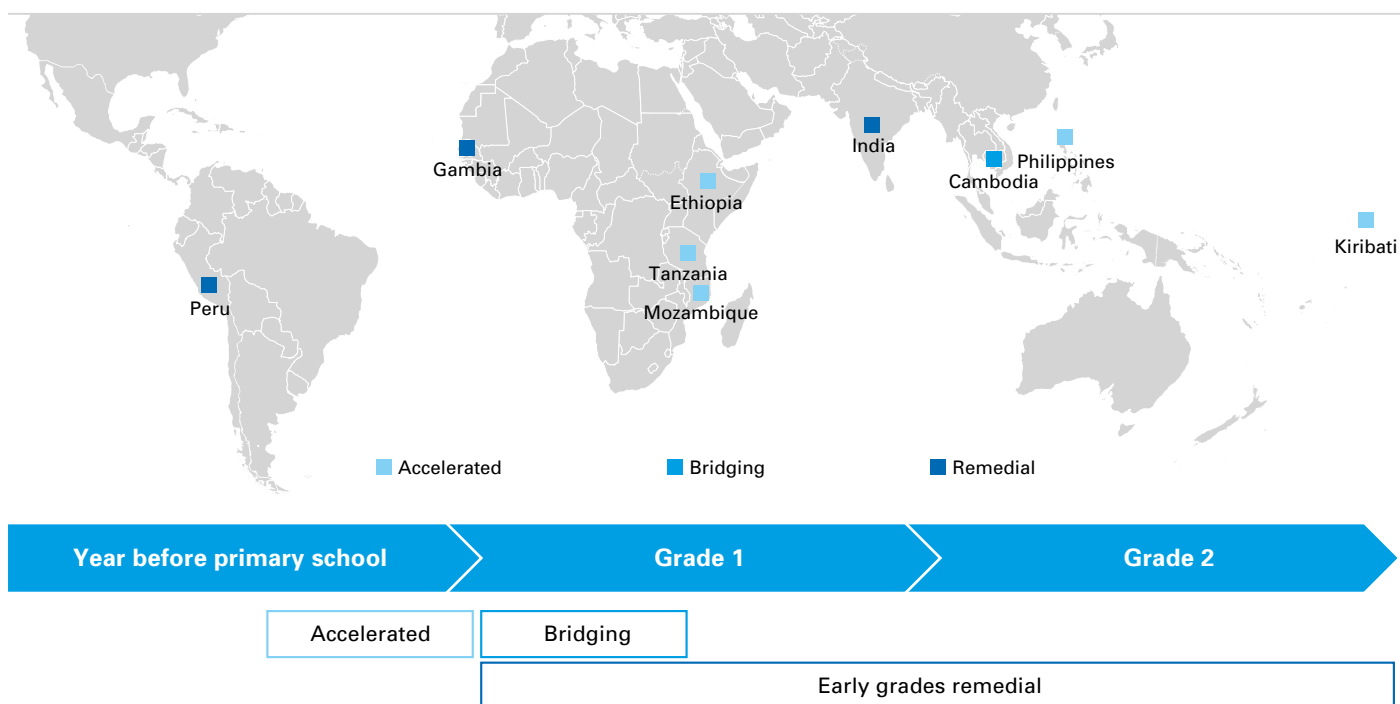 India
Philippines
Gambia
Cambodia
Ethiopia
Kiribati
Tanzania
Peru
Mozambique
Accelerated
Bridging
Remedial
Year before primary school
Grade 1
Grade 2
Accelerated
Bridging
Early grades remedial